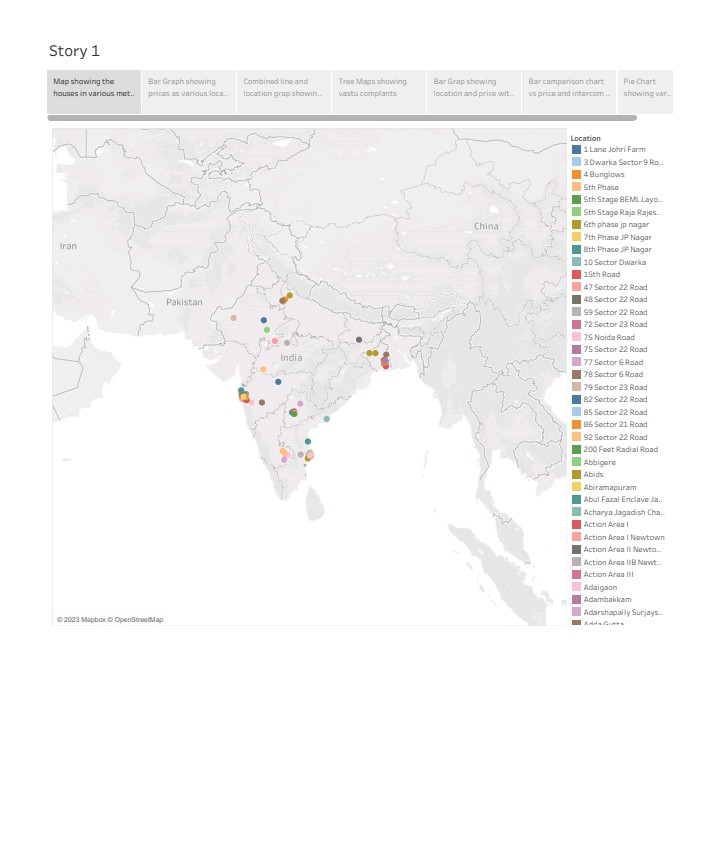 Story 1
Map showing the
houses in various met..
Bar Graph showing
prices as various loca..
Combined line and
location grap showin..
Tree Maps showing
vastu complants
Bar Grap showing
location and price wit..
Bar camparison chart
vs price and intercom ..
Pie Chart
showing var..
Location
1 Lane Johri Farm
3 Dwarka Sector 9 Ro..
4 Bunglows
5th Phase
5th Stage BEML Layo..
5th Stage Raja Rajes..
6th phase jp nagar
7th Phase JP Nagar
8th Phase JP Nagar
10 Sector Dwarka
15th Road
47 Sector 22 Road
48 Sector 22 Road
59 Sector 22 Road
72 Sector 23 Road
75 Noida Road
75 Sector 22 Road
77 Sector 6 Road
78 Sector 6 Road
79 Sector 23 Road
82 Sector 22 Road
85 Sector 22 Road
86 Sector 21 Road
92 Sector 22 Road
200 Feet Radial Road
Abbigere
Abids
Abiramapuram
Abul Fazal Enclave Ja..
Acharya Jagadish Cha..
Action Area I
Action Area I Newtown
Action Area II Newto..
Action Area IIB Newt..
Action Area III
Adaigaon
Adambakkam
Adarshapally Surjays..
Adda Gutta
China
Iran
Pakistan
India
© 2023 Mapbox © OpenStreetMap